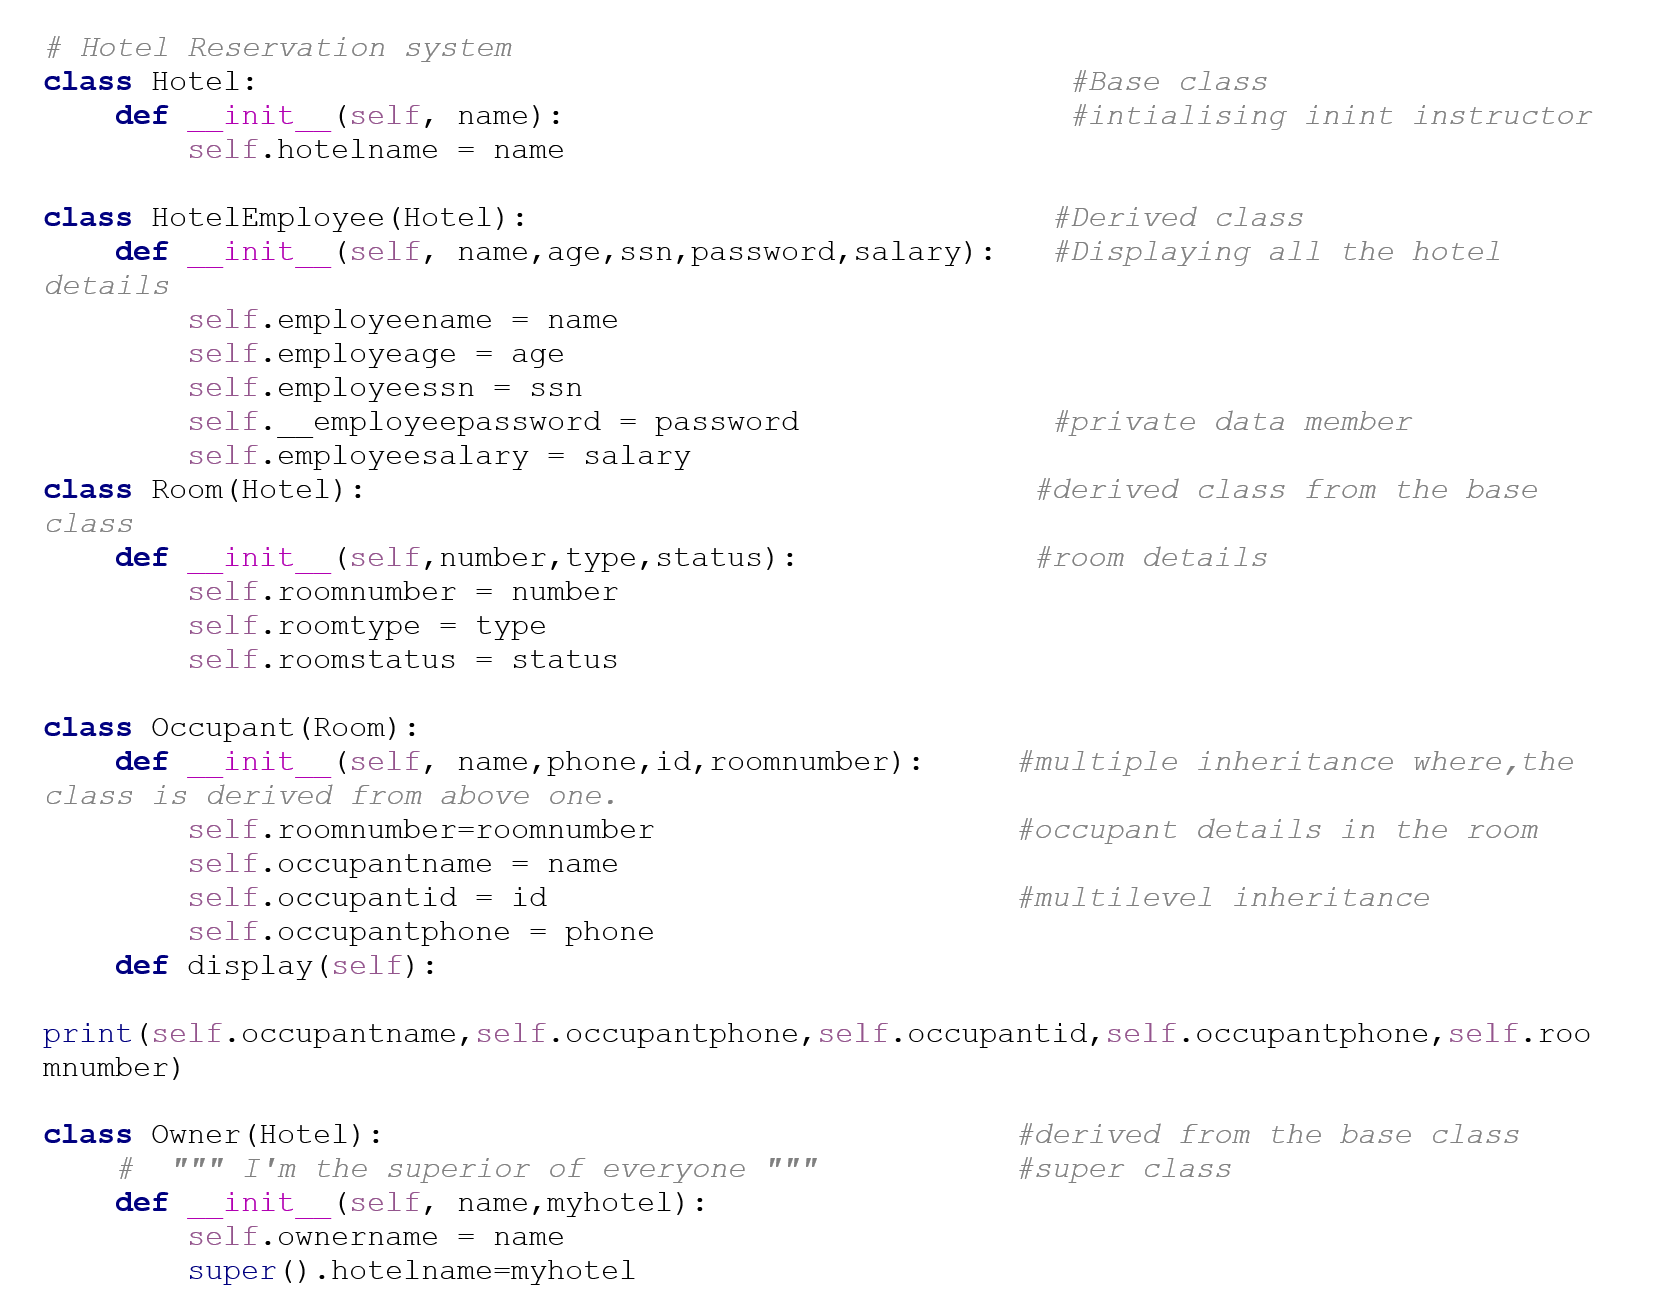 # Hotel Reservation system
class Hotel:                                             #Base class
    def __init__(self, name):                            #intialising inint instructor
        self.hotelname = name

class HotelEmployee(Hotel):                             #Derived class
    def __init__(self, name,age,ssn,password,salary):   #Displaying all the hotel
details
        self.employeename = name
        self.employeage = age
        self.employeessn = ssn
        self.__employeepassword = password              #private data member
        self.employeesalary = salary
class Room(Hotel):                                     #derived class from the base
class
    def __init__(self,number,type,status):             #room details
        self.roomnumber = number
        self.roomtype = type
        self.roomstatus = status

class Occupant(Room):
    def __init__(self, name,phone,id,roomnumber):     #multiple inheritance where,the
class is derived from above one.
        self.roomnumber=roomnumber                    #occupant details in the room
        self.occupantname = name
        self.occupantid = id                          #multilevel inheritance
        self.occupantphone = phone
    def display(self):

print(self.occupantname,self.occupantphone,self.occupantid,self.occupantphone,self.roo
mnumber)

class Owner(Hotel):                                   #derived from the base class
    #  """ I'm the superior of everyone """           #super class
    def __init__(self, name,myhotel):
        self.ownername = name
        super().hotelname=myhotel